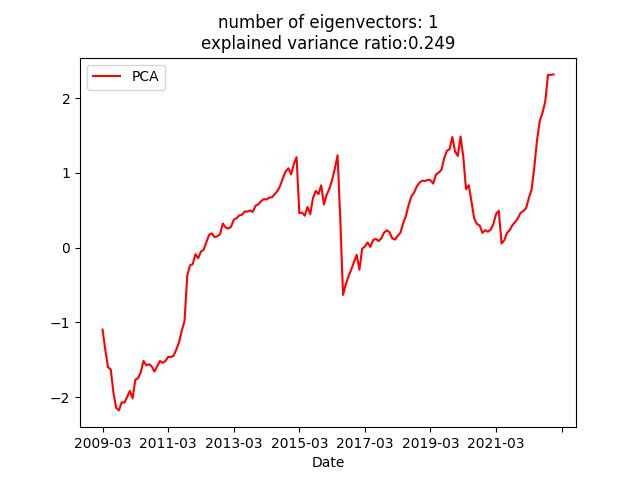 number of eigenvectors: 1
explained variance ratio:0.249
PCA
2
1
0
−1
−2
2009-03 2011-03 2013-03 2015-03 2017-03 2019-03 2021-03
Date